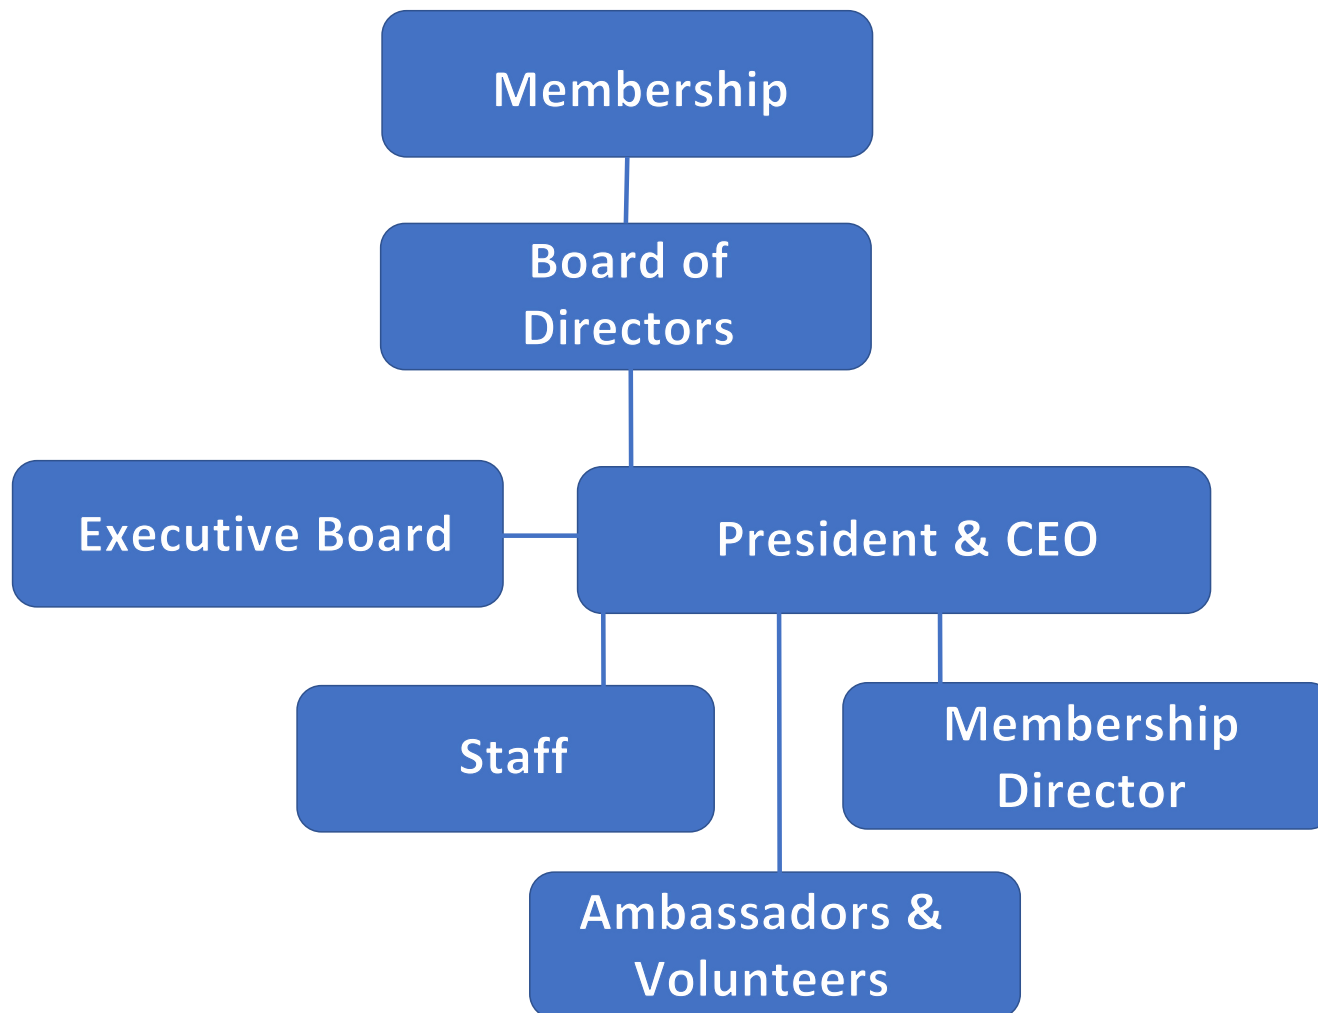 Membership
Board of
Directors
Executive Board
President & CEO
Staff
Membership
Director
Ambassadors &
Volunteers